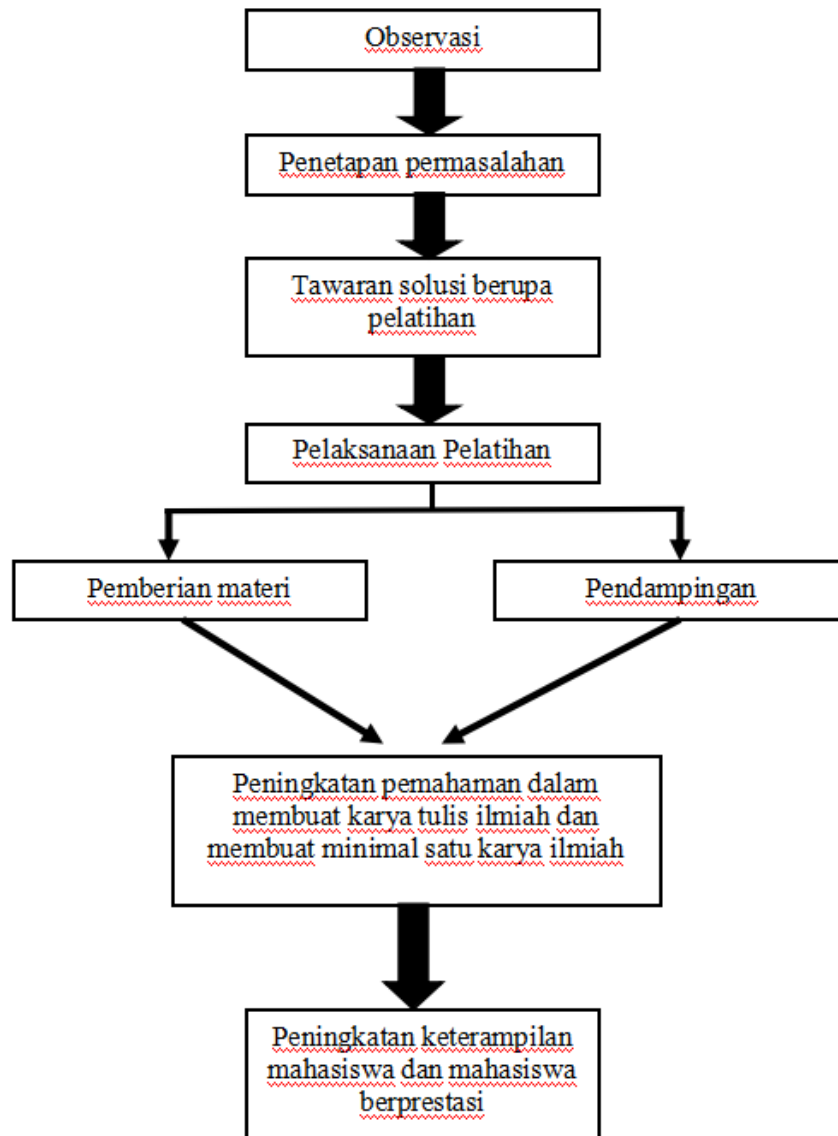 Observasi
Penetapan permasalahan
Tawaran solusi berupa
pelatihan
Pelaksanaan Pelatihan
Pemberian materi
Pendampingan
Peningkatan pemahaman dalam
membuat karya tulis ilmiah dan
membuat minimal satu karya ilmiah
Peningkatan keterampilan
mahasiswa dan mahasiswa
berprestasi